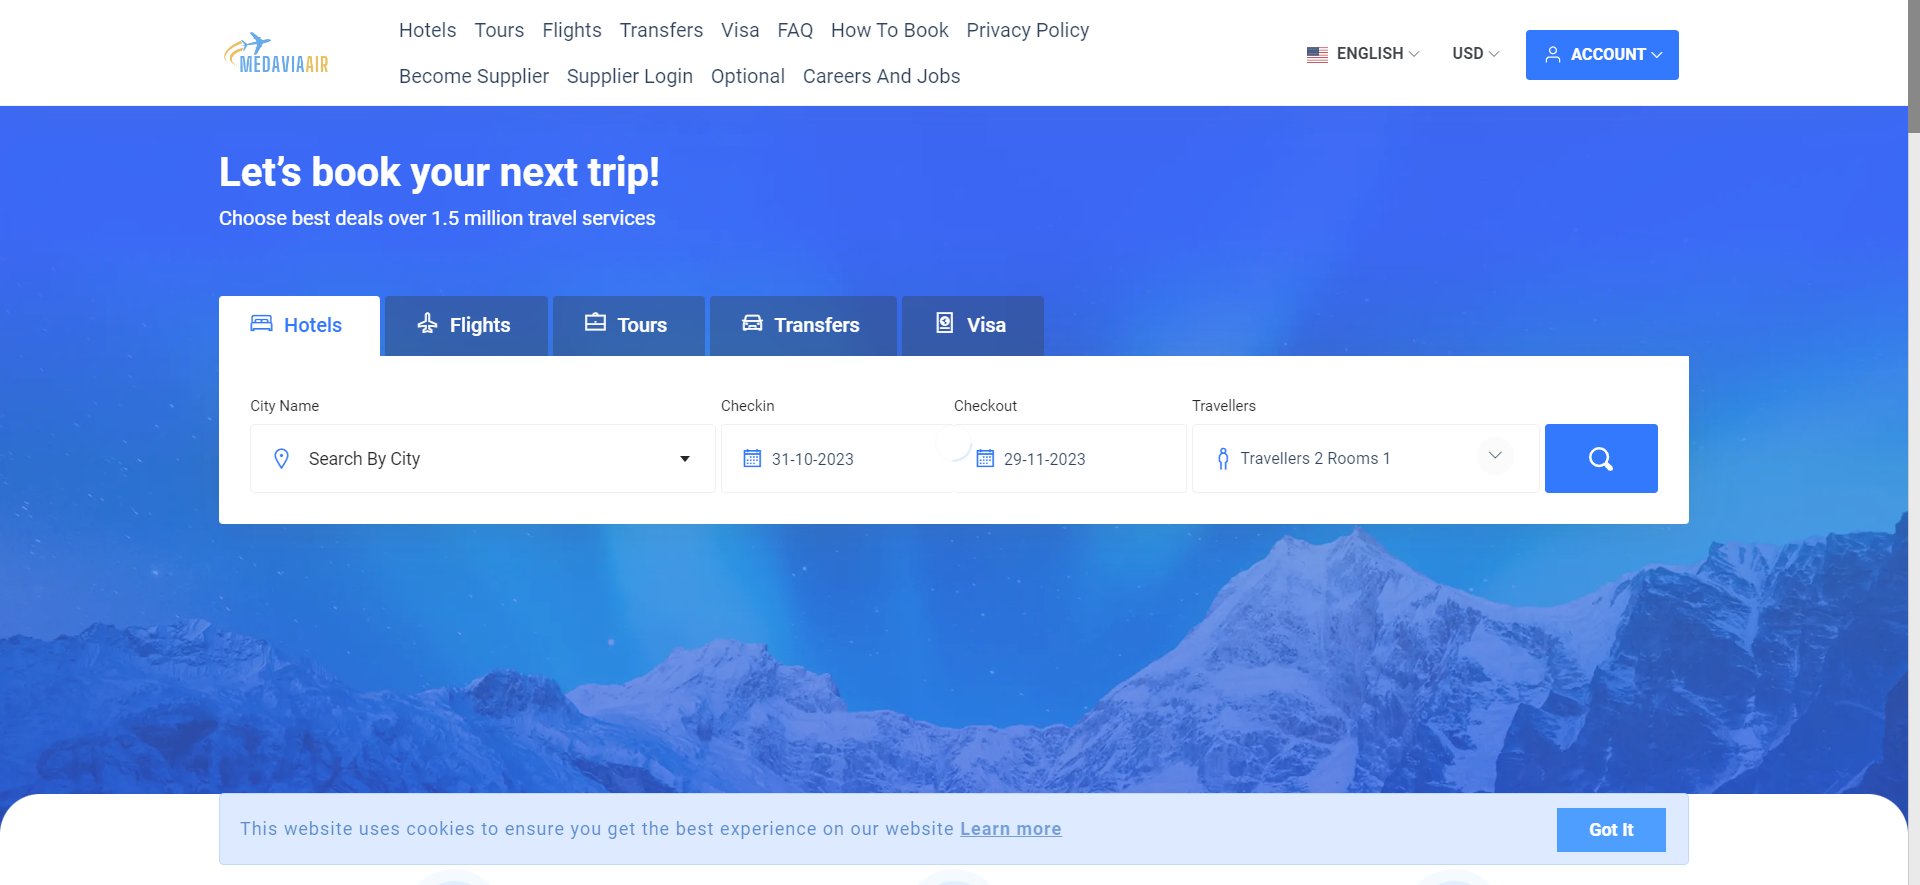 MEDAVIAAIR
Hotels Tours Flights Transfers Visa FAQ How To Book Privacy Policy
Become Supplier Supplier Login Optional Careers And Jobs
ENGLISH USD ACCOUNT
Let’s book your next trip!
Choose best deals over 1.5 million travel services
Hotels Flights Tours Transfers Visa
City Name Checkin Checkout Travellers
Search By City 31-10-2023 29-11-2023 Travellers 2 Rooms 1
This website uses cookies to ensure you get the best experience on our website Learn more
Got It